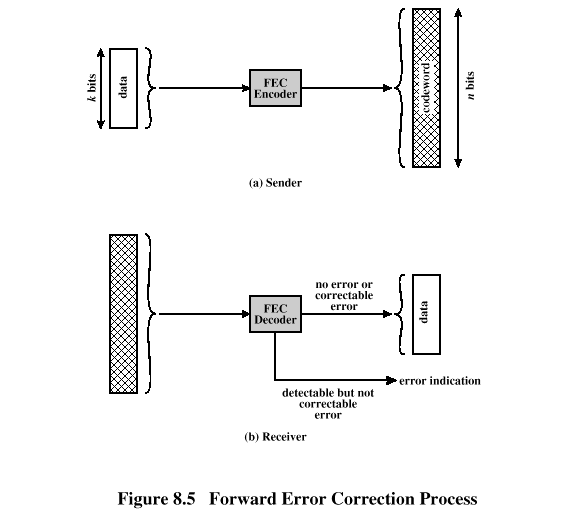 k bits
data
FEC
Encoder
codeword
n bits
(a) Sender
no error or
correctable
error
FEC
Decoder
data
error indication
detectable but not
correctable
error
(b) Receiver
Figure 8.5 Forward Error Correction Process